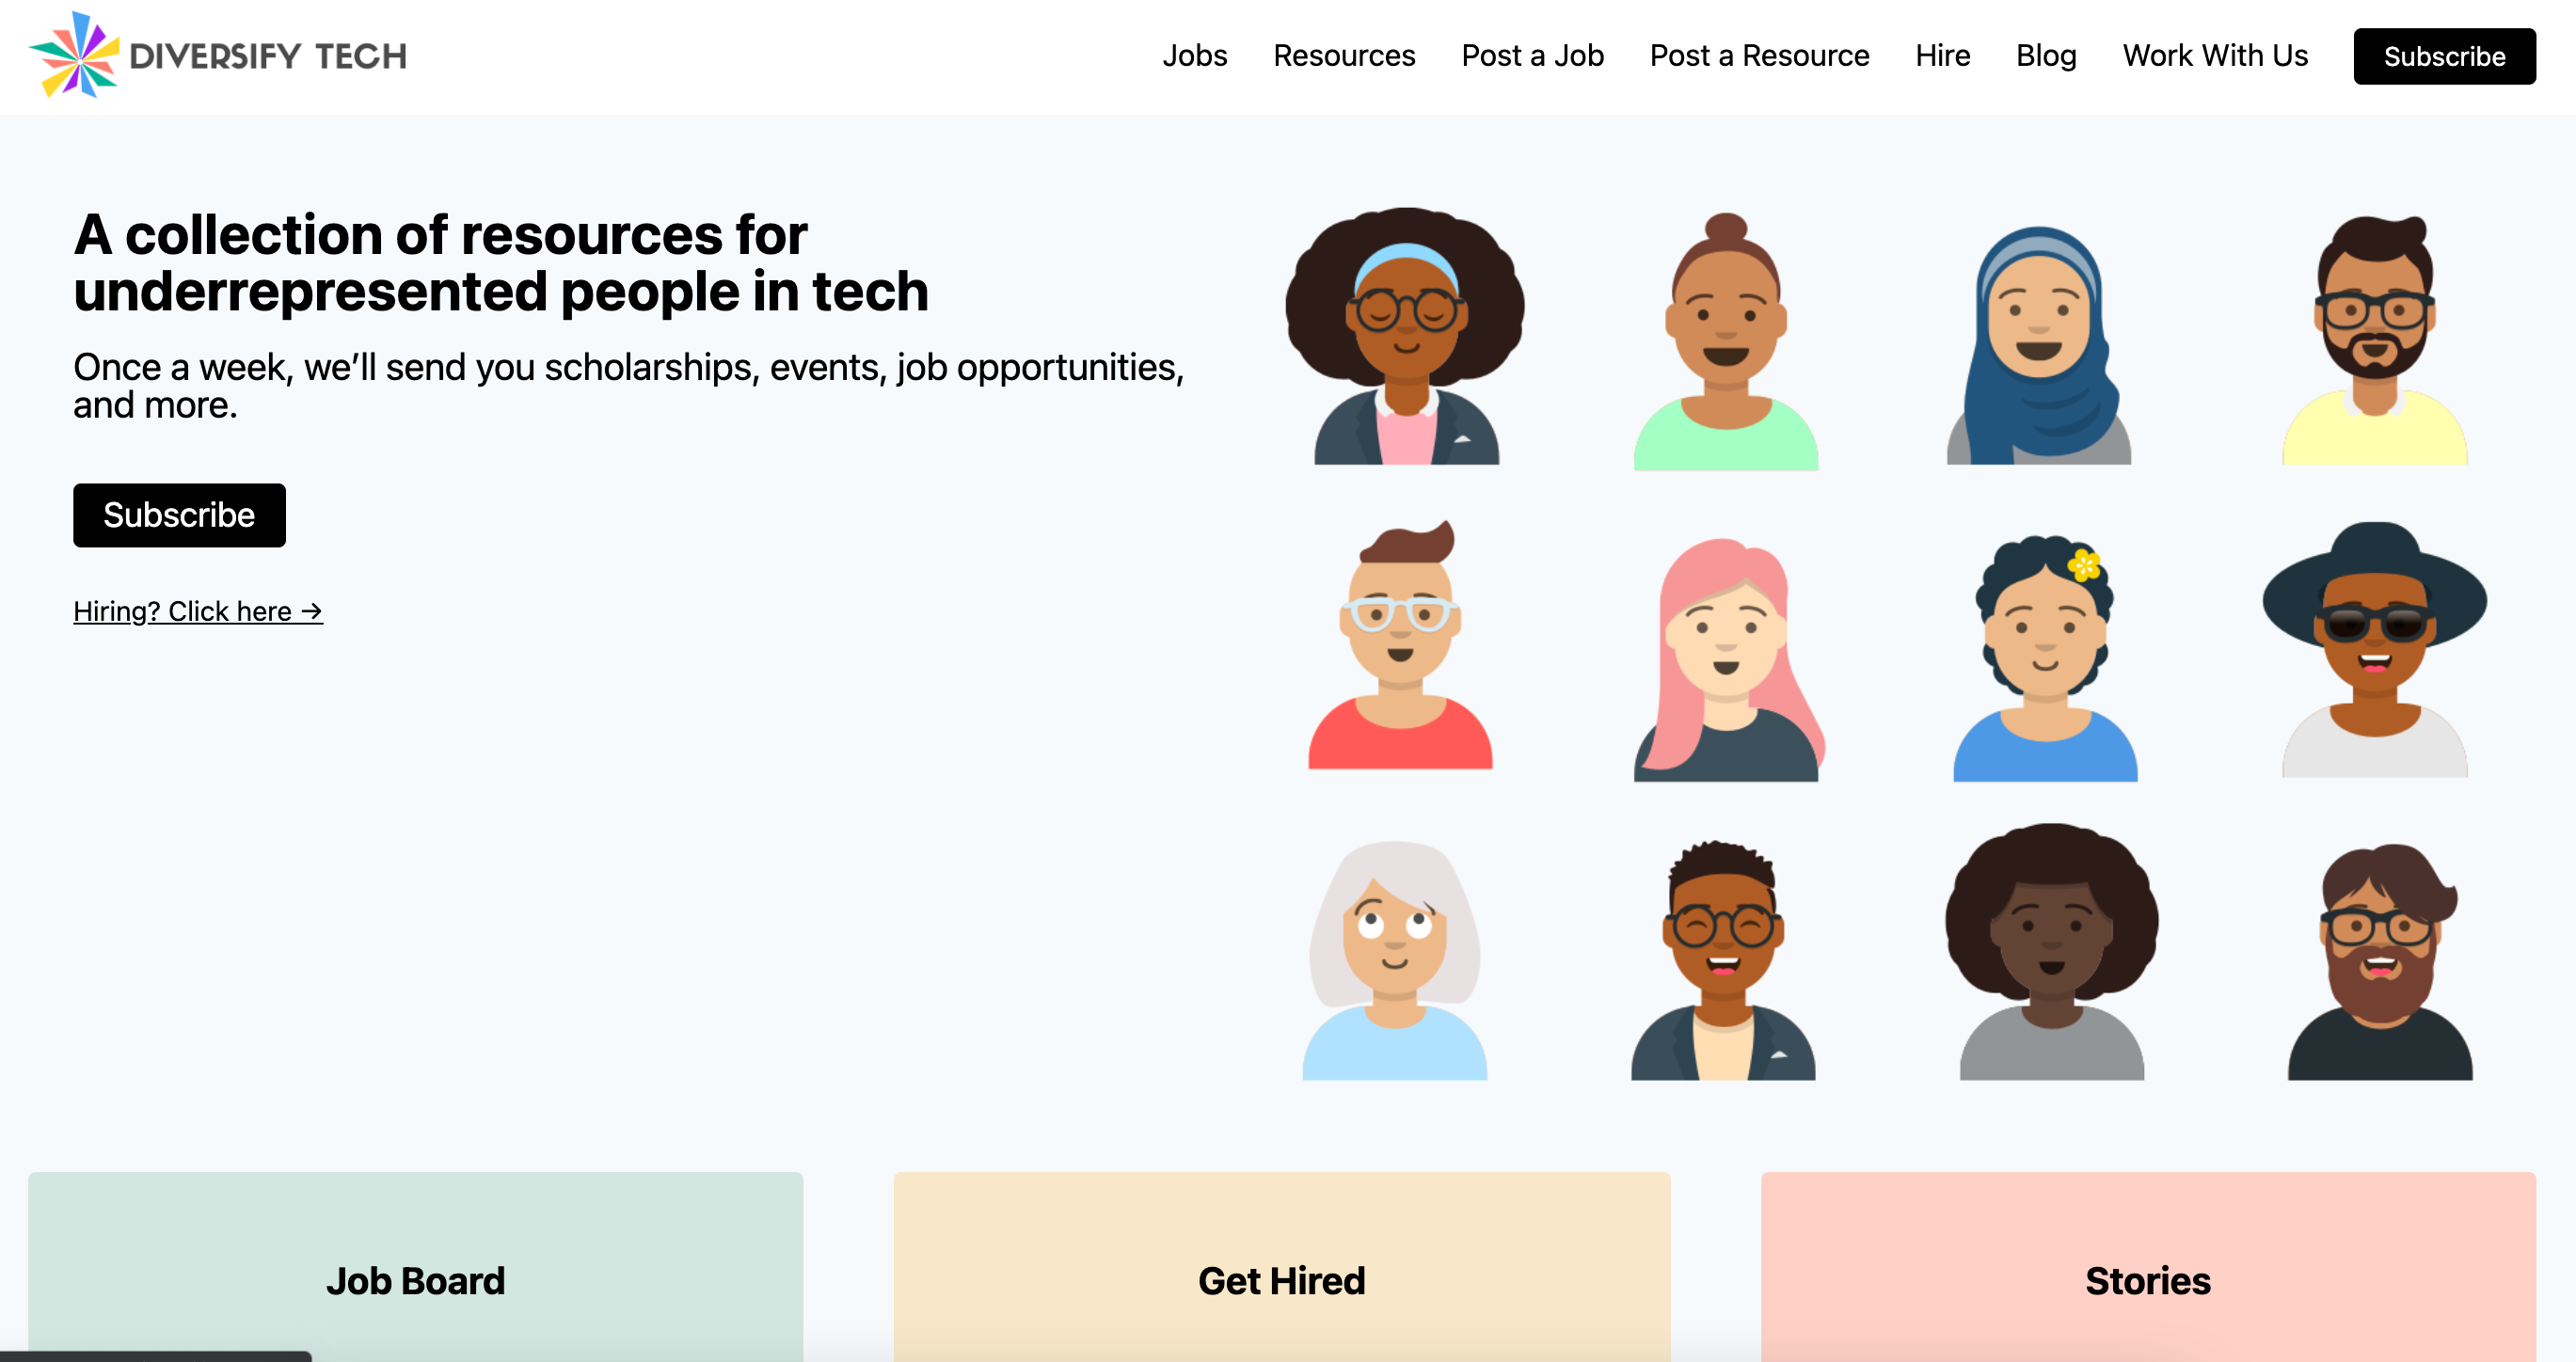 DIVERSIFY TECH
Jobs
Resources
Post a Job
Post a Resource
Hire
Blog
Work With Us
Subscribe
A collection of resources for
underrepresented people in tech
Once a week, we’ll send you scholarships, events, job opportunities,
and more.
Subscribe
Hiring? Click here →
Job Board
Get Hired
Stories